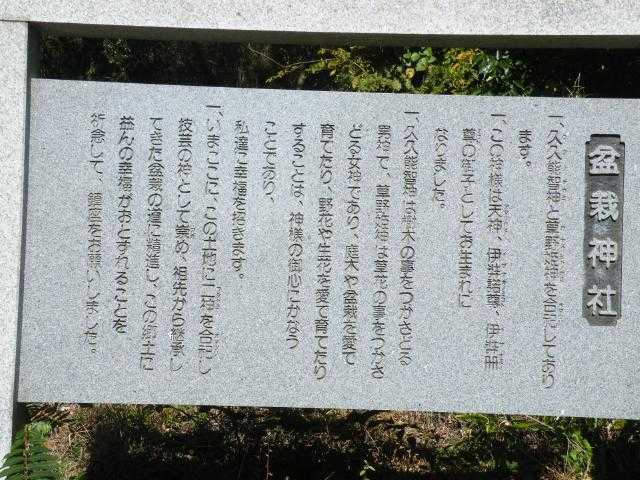 盆栽神社
一、久久能智神と草野姫神を合祀してあり
ます。
一、この神様は天神、伊弉諾尊、伊弉冊
尊の御子としてお生まれに
なりました。
一、久久能智神は樹木の事をつかさどる
男神で、草野姫神は草花の事をつかさ
どる女神であり、庭木や盆栽を愛で
育てたり、野花や生花を愛で育てたり
することは、神様の御心にかなう
ことであり、
私達に幸福を招きます。
一、いまここに、この土地に二神を合祀し
技芸の神として崇め、祖先から継承し
てきた盆栽の道に精進し、この郷土に
益んの幸福がおとずれることを
祈念して、鎮座をお願いしました。